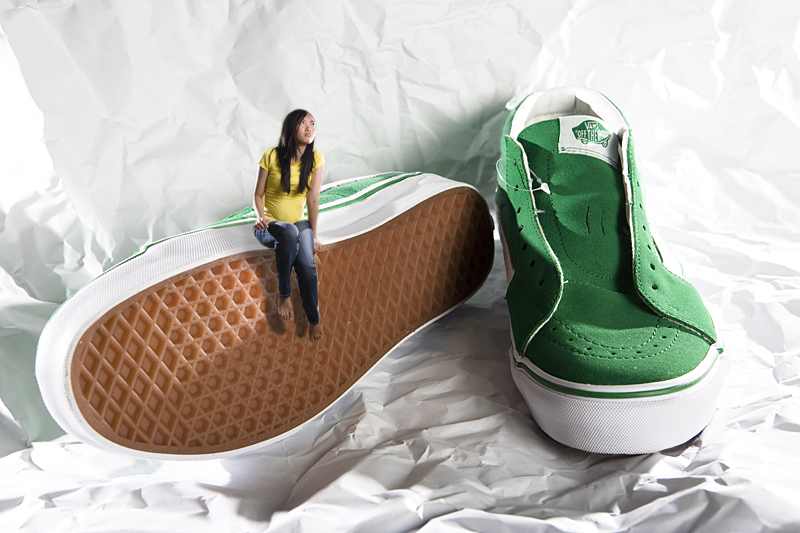 VANS
"OFF THE WALL"